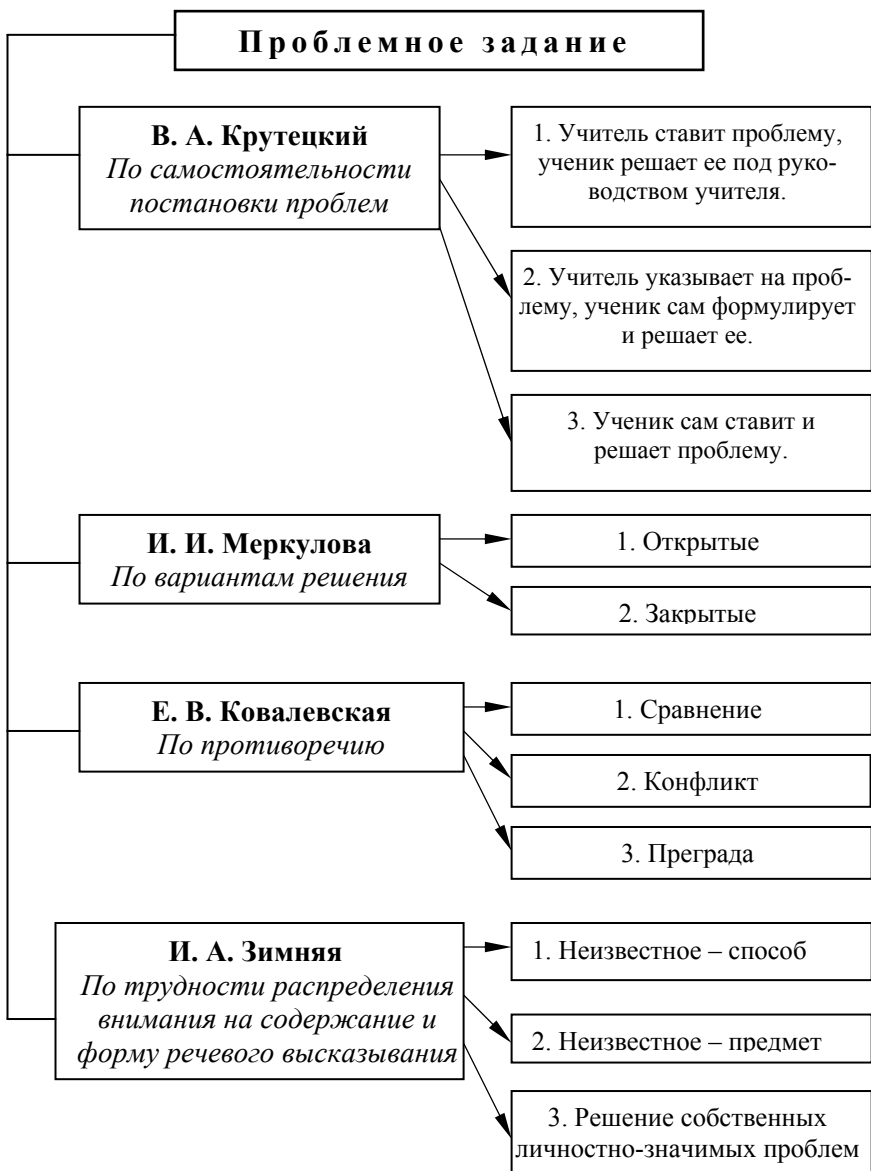 Проблемное задание
В. А. Крутецкий
По самостоятельности
постановки проблем
1. Учитель ставит проблему,
ученик решает ее под руко-
водством учителя.
2. Учитель указывает на проб-
лему, ученик сам формулирует
и решает ее.
3. Ученик сам ставит и
решает проблему.
И. И. Меркулова
По вариантам решения
1. Открытые
2. Закрытые
Е. В. Ковалевская
По противоречию
1. Сравнение
2. Конфликт
3. Преграда
И. А. Зимняя
По трудности распределения
внимания на содержание и
форму речевого высказывания
1. Неизвестное – способ
2. Неизвестное – предмет
3. Решение собственных
личностно-значимых проблем